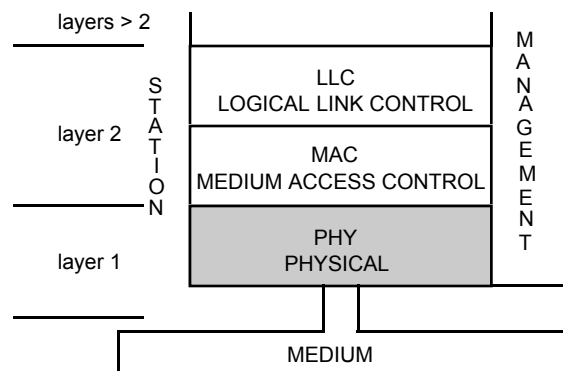 layers > 2
LLC
LOGICAL LINK CONTROL
layer 2
MAC
MEDIUM ACCESS CONTROL
layer 1
PHY
PHYSICAL
MEDIUM
STATION
MANAGEMENT